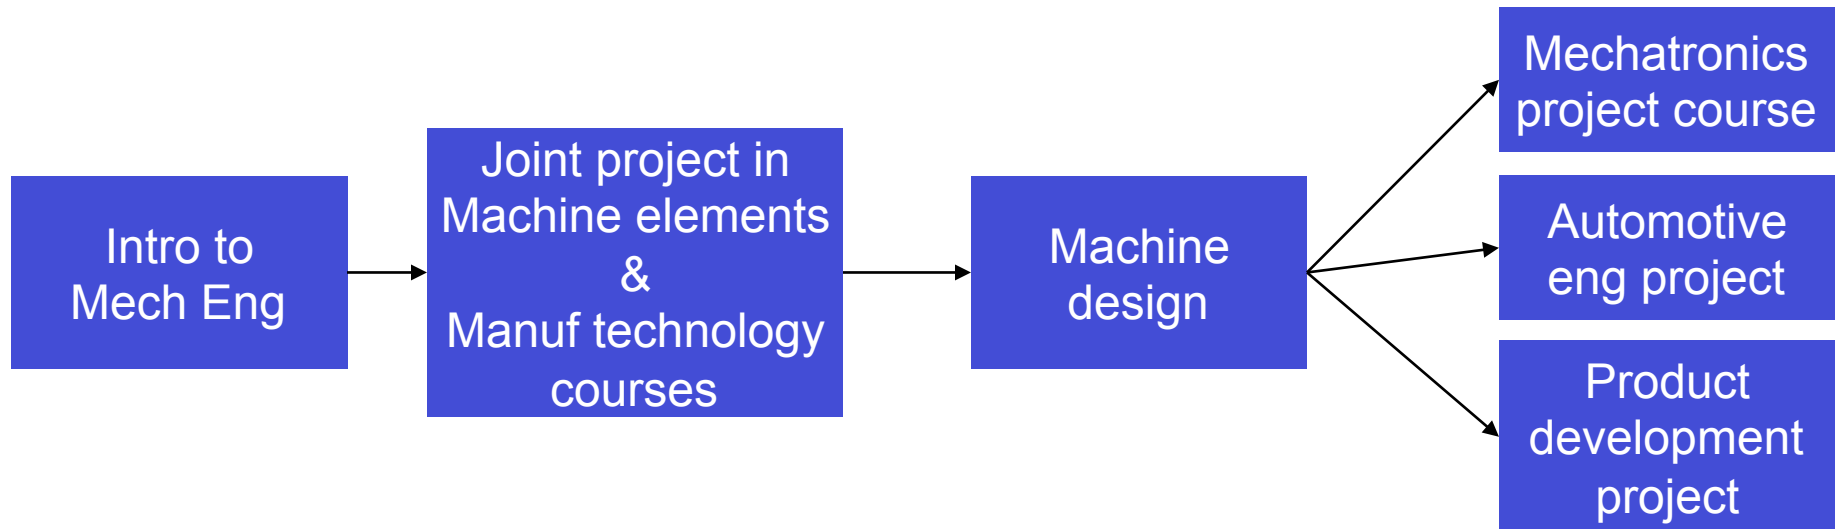 Intro to
Mech Eng
Joint project in
Machine elements
&
Manuf technology
courses
Machine
design
Mechatronics
project course
Automotive
eng project
Product
development
project